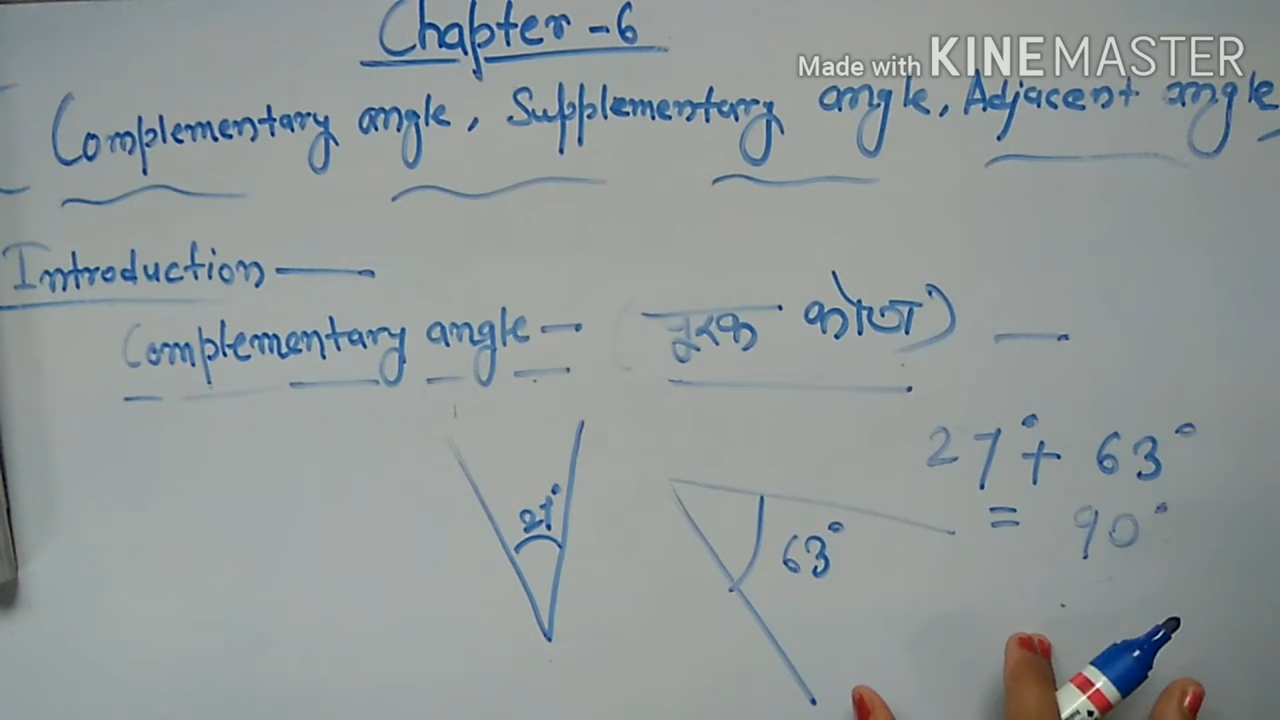 Chapter -6
Made with KINEMASTER
Complementary angle, Supplementary angle, Adjacent angle
Introduction —
Complementary angle – (पूरक कोण) —
27° + 63°
= 90°
27°
63°